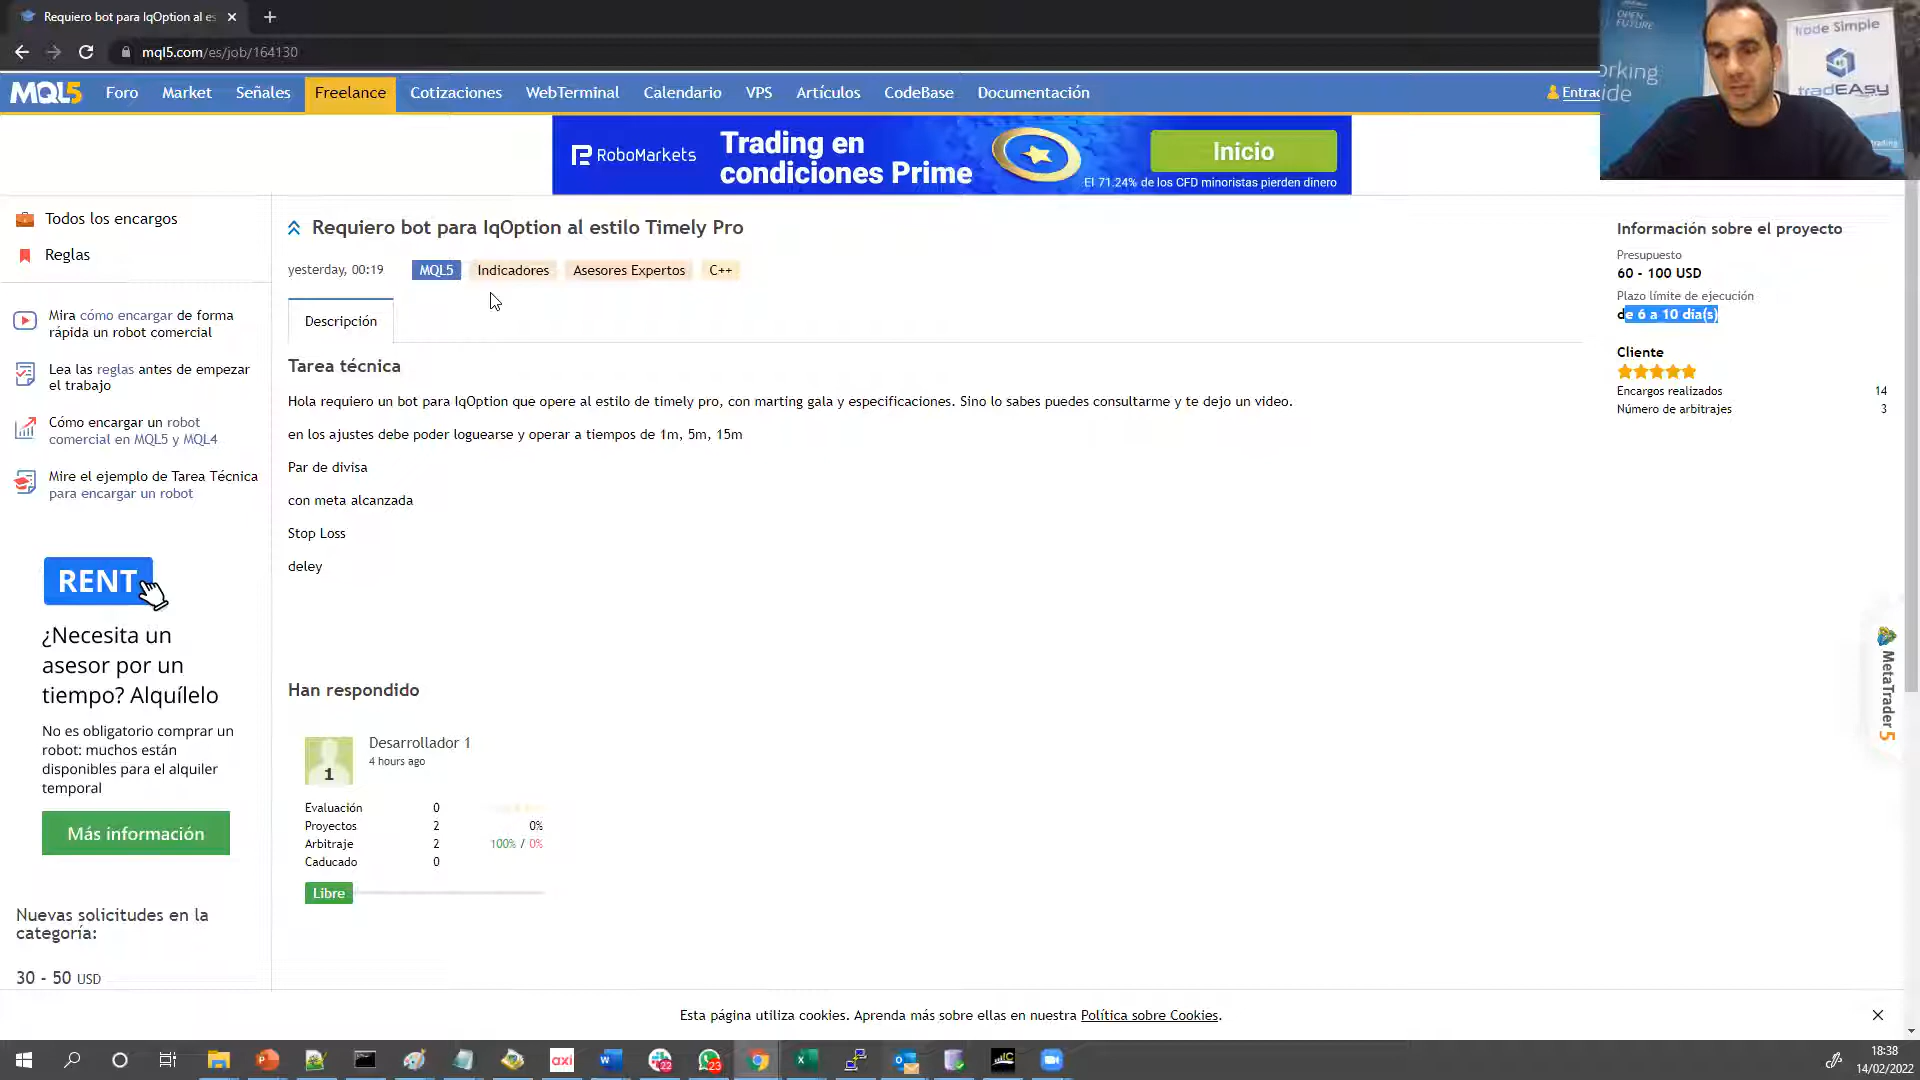 Requiero bot para IqOption al es
mql5.com/es/job/164130
MQL5 Foro Market Señales Freelance Cotizaciones WebTerminal Calendario VPS Artículos CodeBase Documentación
RoboMarkets
Trading en
condiciones Prime
Inicio
El 71.24% de los CFD minoristas pierden dinero
OPEN
FUTURE
Trade Simple
tradEASy
Todos los encargos
Reglas
Mira cómo encargar de forma
rápida un robot comercial
Lea las reglas antes de empezar
el trabajo
Cómo encargar un robot
comercial en MQL5 y MQL4
Mire el ejemplo de Tarea Técnica
para encargar un robot
RENT
¿Necesita un
asesor por un
tiempo? Alquílelo
No es obligatorio comprar un
robot: muchos están
disponibles para el alquiler
temporal
Más información
Nuevas solicitudes en la
categoría:
30 - 50 USD
Requiero bot para IqOption al estilo Timely Pro
yesterday, 00:19 MQL5 Indicadores Asesores Expertos C++
Descripción
Tarea técnica
Hola requiero un bot para IqOption que opere al estilo de timely pro, con marting gala y especificaciones. Sino lo sabes puedes consultarme y te dejo un video.
en los ajustes debe poder loguearse y operar a tiempos de 1m, 5m, 15m
Par de divisa
con meta alcanzada
Stop Loss
deley
Han respondido
1
Desarrollador 1
4 hours ago
Evaluación 0
Proyectos 2 0%
Arbitraje 2 100% / 0%
Caducado 0
Libre
Información sobre el proyecto
Presupuesto
60 - 100 USD
Plazo límite de ejecución
de 6 a 10 día(s)
Cliente
Encargos realizados 14
Número de arbitrajes 3
MetaTrader 5
Esta página utiliza cookies. Aprenda más sobre ellas en nuestra Política sobre Cookies.
axi
22
23
18:38
14/02/2022